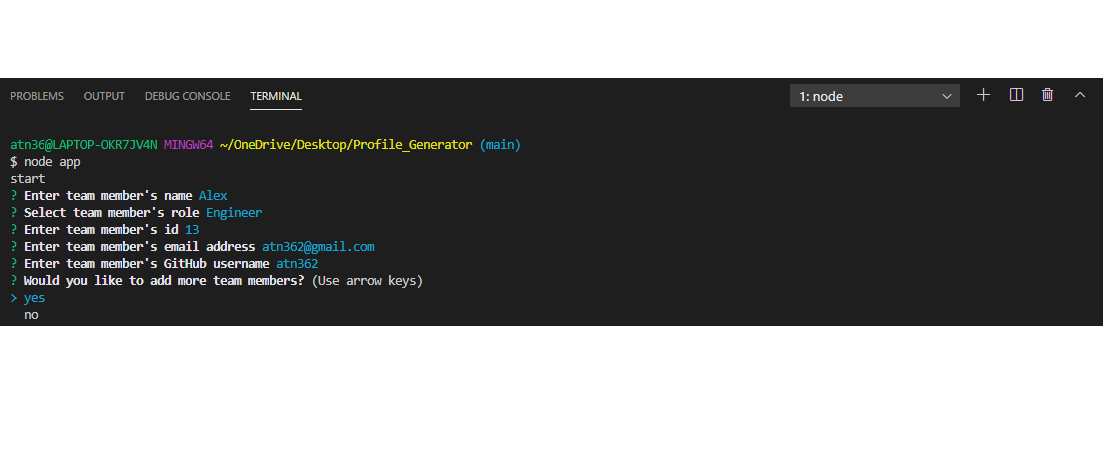 PROBLEMS OUTPUT DEBUG CONSOLE TERMINAL 1: node
atn36@LAPTOP-OKR7JV4N MINGW64 ~/OneDrive/Desktop/Profile_Generator (main)
$ node app
start
? Enter team member's name Alex
? Select team member's role Engineer
? Enter team member's id 13
? Enter team member's email address atn362@gmail.com
? Enter team member's GitHub username atn362
? Would you like to add more team members? (Use arrow keys)
> yes
no